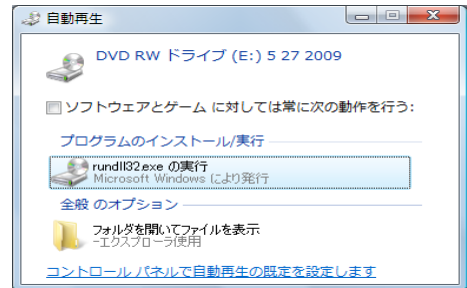 自動再生
DVD RW ドライブ (E:) 5 27 2009
ソフトウェアとゲーム に対しては常に次の動作を行う:
プログラムのインストール/実行
rundll32.exe の実行
Microsoft Windows により発行
全般 のオプション
フォルダを開いてファイルを表示
-エクスプローラ使用
コントロール パネルで自動再生の既定を設定します